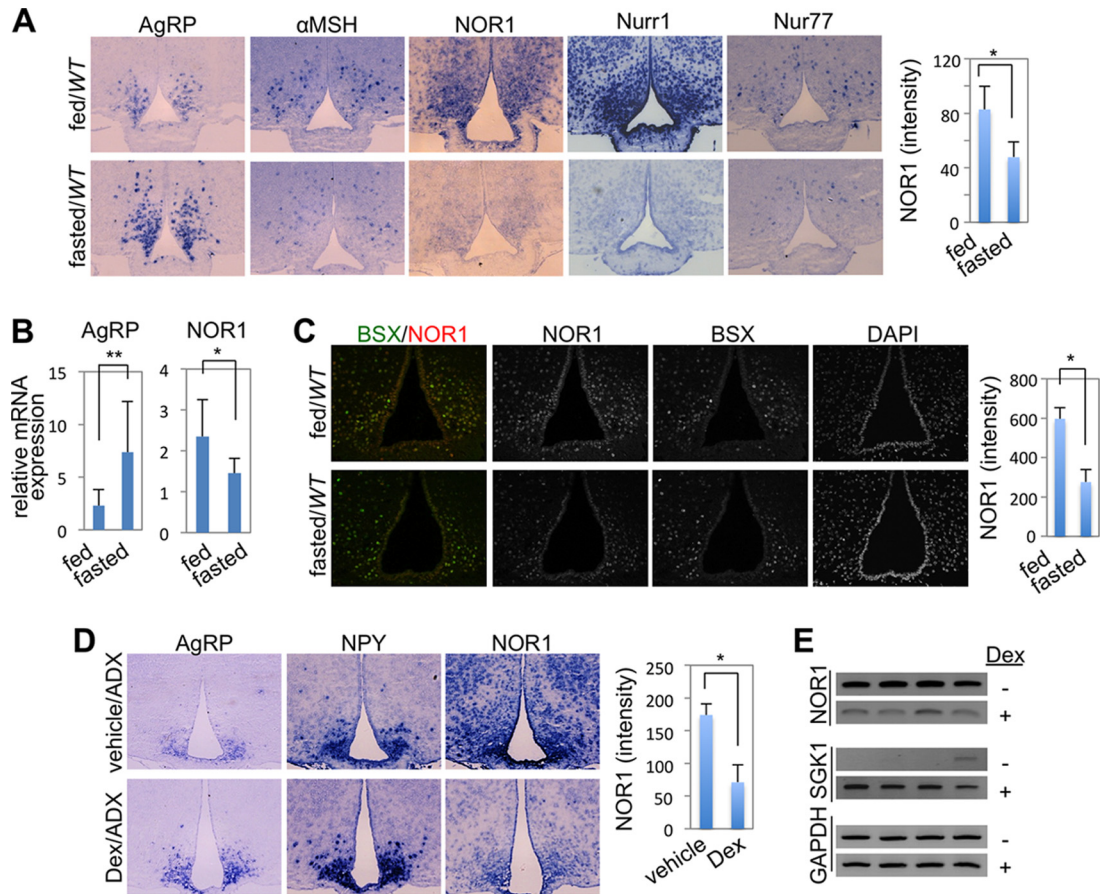 A
AgRP αMSH NOR1 Nurr1 Nur77
fed/WT
fasted/WT
NOR1 (intensity)
120
80
40
0
*
fed
fasted
B
AgRP NOR1
relative mRNA
expression
15
10
5
0
**
fed
fasted
4
3
2
1
0
*
fed
fasted
C
BSX/NOR1 NOR1 BSX DAPI
fed/WT
fasted/WT
NOR1 (intensity)
800
600
400
200
0
*
fed
fasted
D
AgRP NPY NOR1
vehicle/ADX
Dex/ADX
NOR1 (intensity)
250
200
150
100
50
0
*
vehicle
Dex
E
Dex
NOR1
-
+
SGK1
-
+
GAPDH
-
+